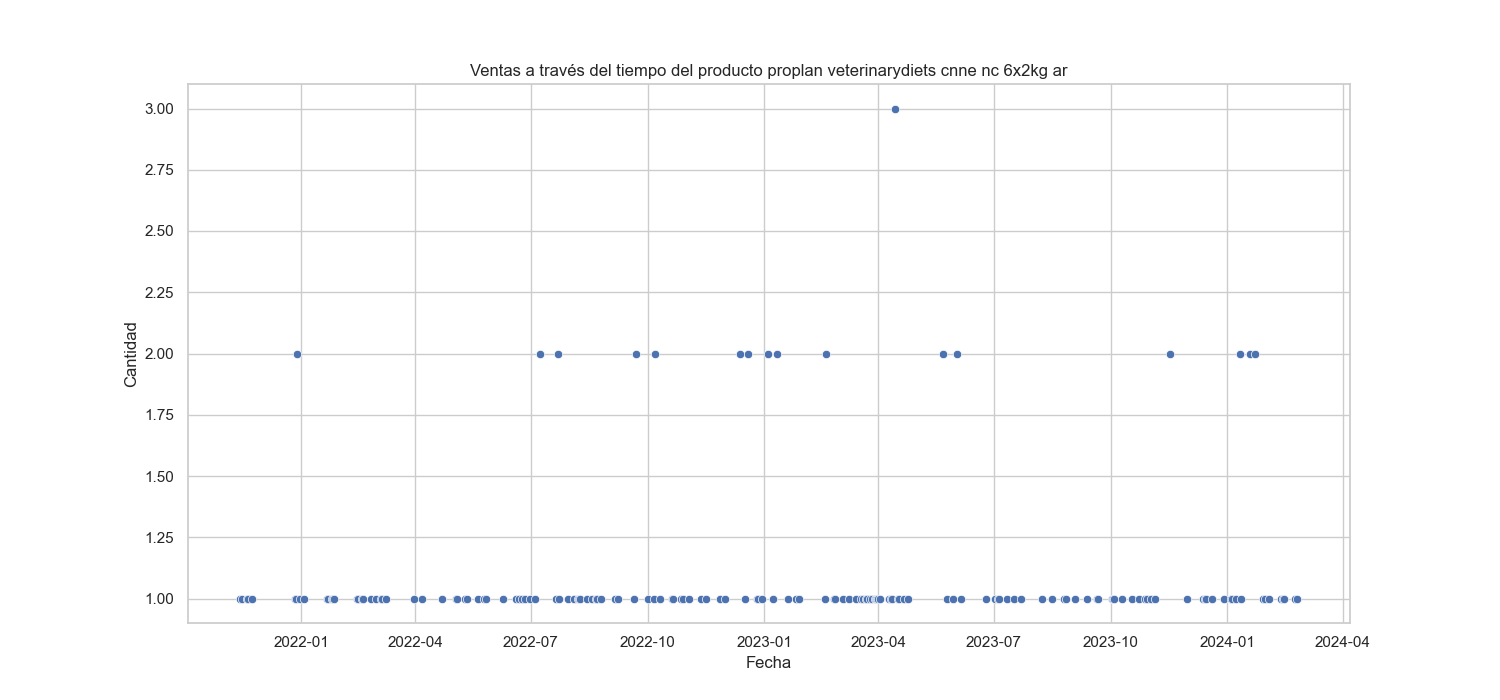 Ventas a través del tiempo del producto proplan veterinarydiets cnne nc 6x2kg ar
3.00
2.75
2.50
2.25
2.00
1.75
1.50
1.25
1.00
Cantidad
2022-01 2022-04 2022-07 2022-10 2023-01 2023-04 2023-07 2023-10 2024-01 2024-04
Fecha